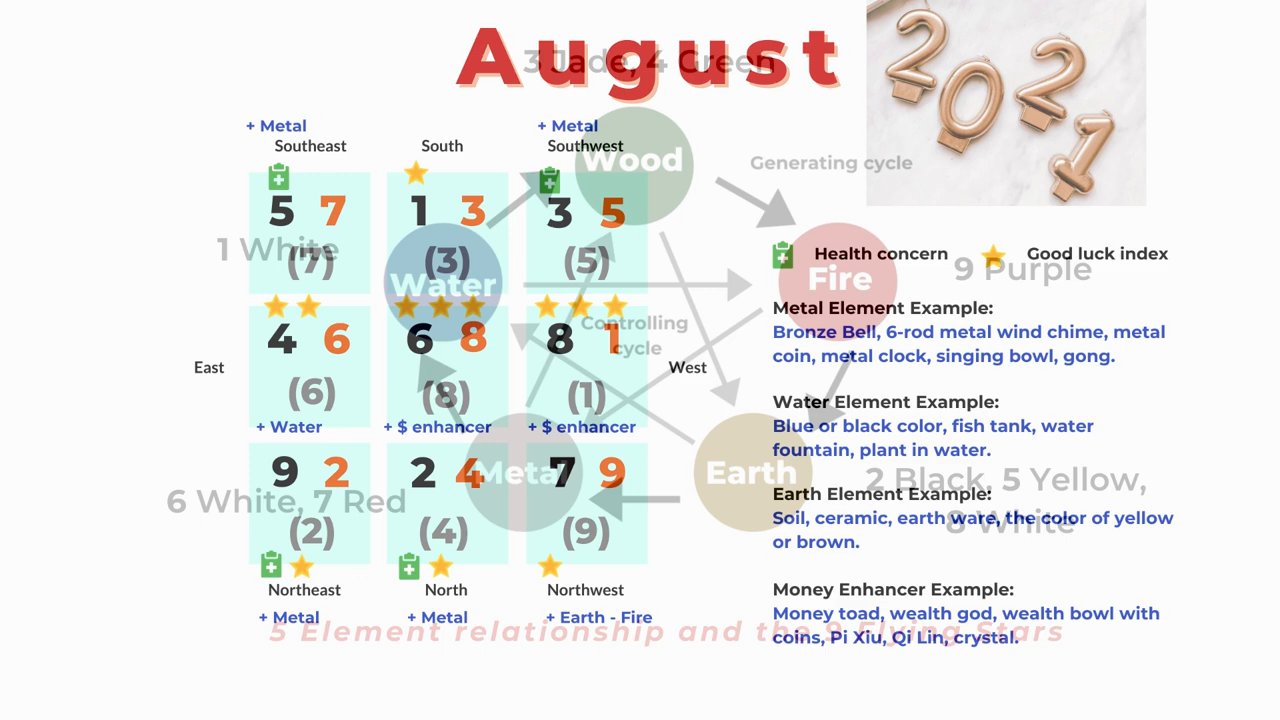 August
3 Jade, 4 Green
2021
+ Metal
+ Metal
Southeast
South
Southwest
Wood
Generating cycle
5 7
1 3
3 5
1 White
(7)
(3)
(5)
Water
Fire
Health concern
Good luck index
9 Purple
Metal Element Example:
Bronze Bell, 6-rod metal wind chime, metal
coin, metal clock, singing bowl, gong.
4 6
6 8
8 1
Controlling
cycle
East
West
(6)
(8)
(1)
+ Water
+ $ enhancer
+ $ enhancer
Water Element Example:
Blue or black color, fish tank, water
fountain, plant in water.
9 2
2 4
7 9
Metal
Earth
6 White, 7 Red
2 Black, 5 Yellow,
8 White
(2)
(4)
(9)
Earth Element Example:
Soil, ceramic, earth ware, the color of yellow
or brown.
Northeast
North
Northwest
+ Metal
+ Metal
+ Earth - Fire
Money Enhancer Example:
Money toad, wealth god, wealth bowl with
coins, Pi Xiu, Qi Lin, crystal.
5 Element relationship and the 9 Flying Stars